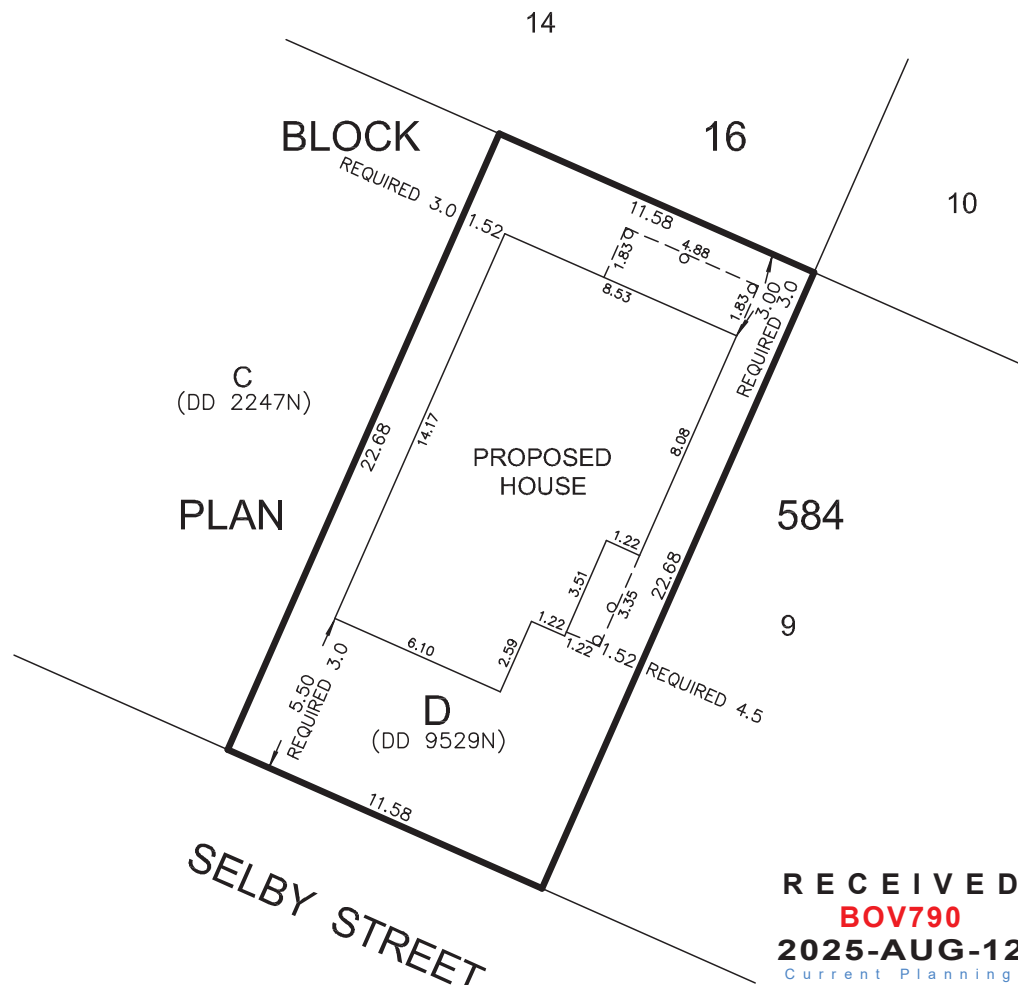 14
BLOCK
16
REQUIRED 3.0
1.52
11.58
10
1.83
4.88
8.53
1.83
3.00
REQUIRED 3.0
C
(DD 2247N)
22.68
14.17
8.08
PROPOSED
HOUSE
PLAN
584
1.22
3.51
3.35
22.68
9
1.22
1.22
1.52
REQUIRED 4.5
6.10
2.59
5.50
REQUIRED 3.0
D
(DD 9529N)
11.58
SELBY STREET
RECEIVED
BOV790
2025-AUG-12
Current Planning